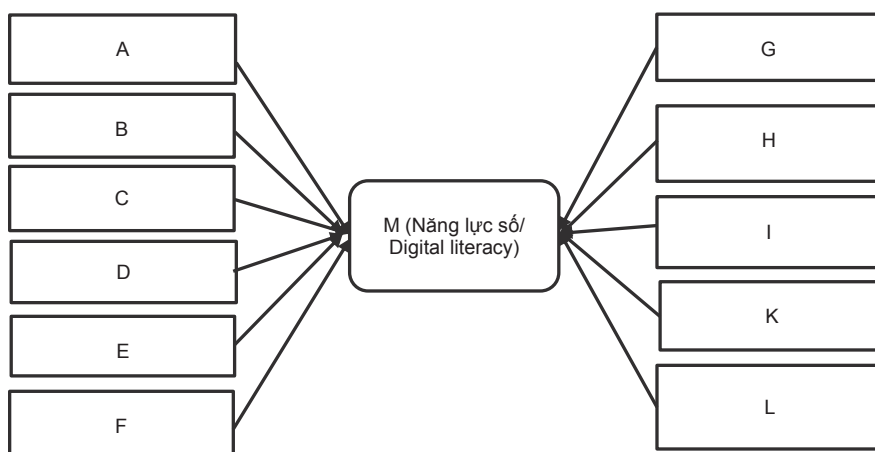 A
B
C
D
E
F
M (Năng lực số/
Digital literacy)
G
H
I
K
L